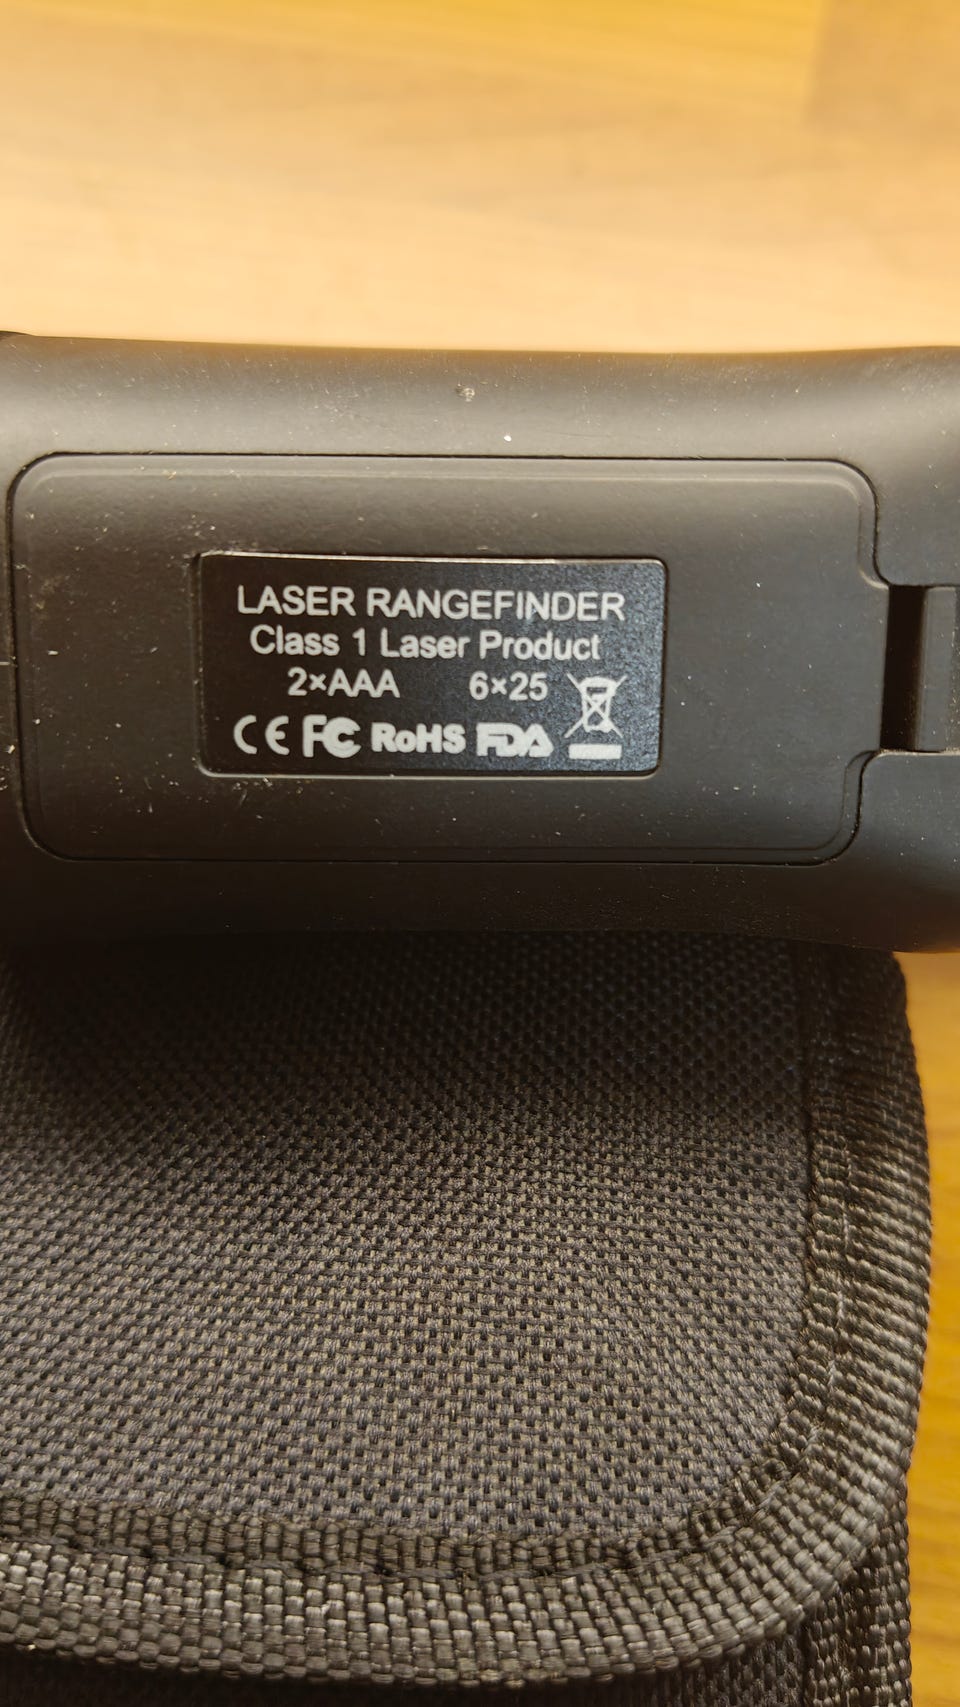 LASER RANGEFINDER
Class 1 Laser Product
2×AAA 6×25
CE FC RoHS FDA